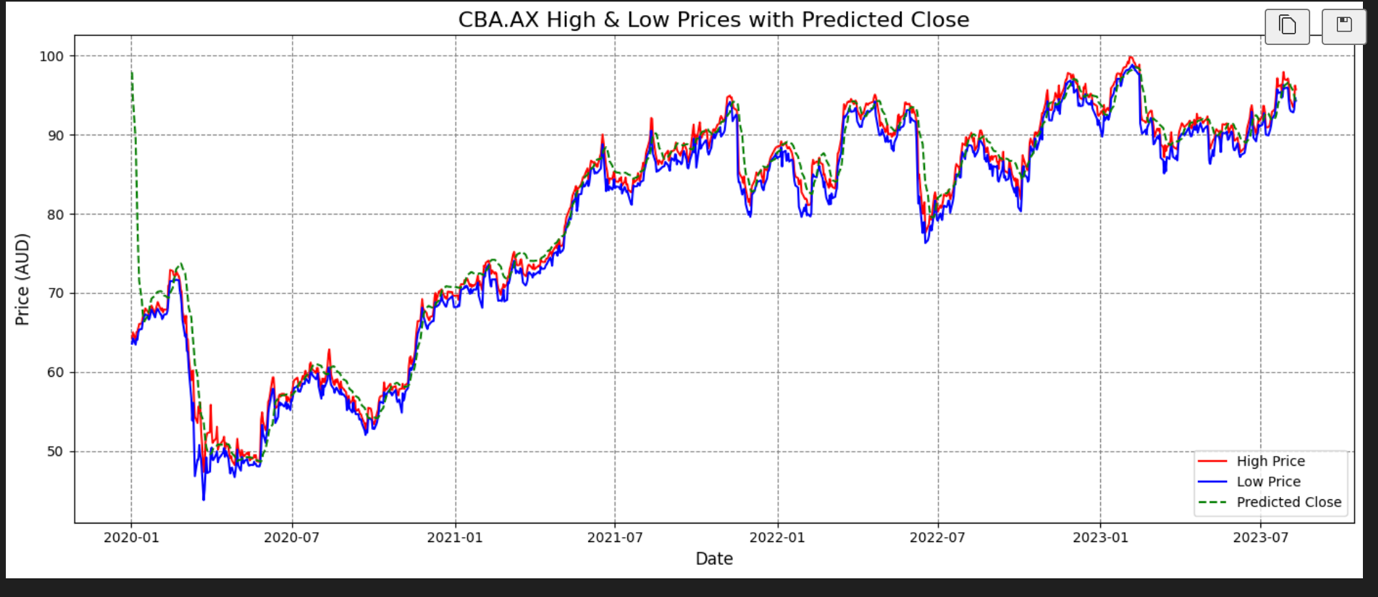 CBA.AX High & Low Prices with Predicted Close
Price (AUD)
100
90
80
70
60
50
High Price
Low Price
Predicted Close
2020-01 2020-07 2021-01 2021-07 2022-01 2022-07 2023-01 2023-07
Date